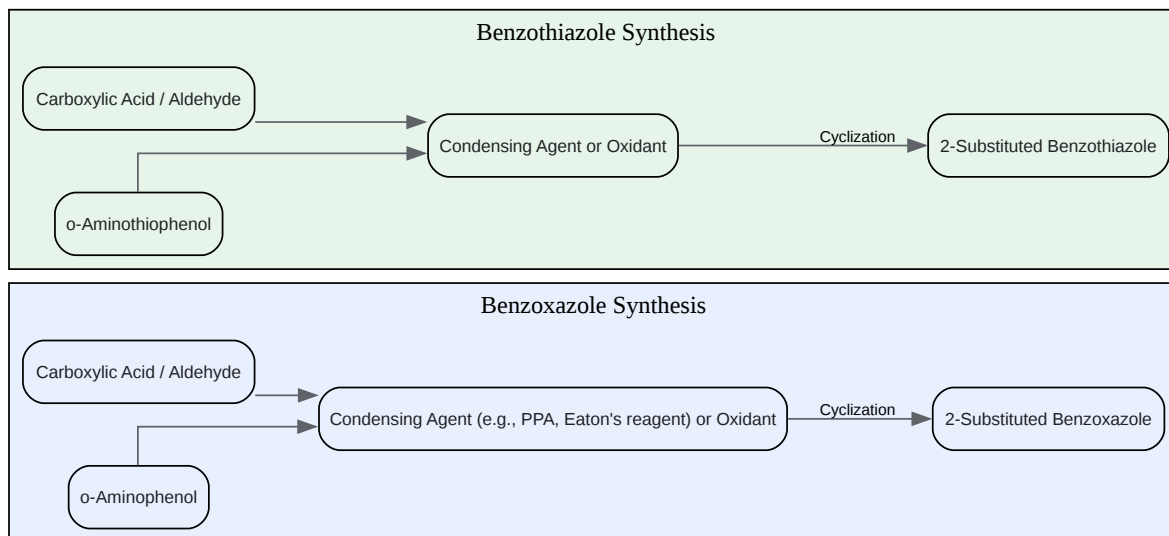 Benzothiazole Synthesis
Carboxylic Acid / Aldehyde
Condensing Agent or Oxidant
Cyclization
2-Substituted Benzothiazole
o-Aminothiophenol
Benzoxazole Synthesis
Carboxylic Acid / Aldehyde
Condensing Agent (e.g., PPA, Eaton's reagent) or Oxidant
Cyclization
2-Substituted Benzoxazole
o-Aminophenol